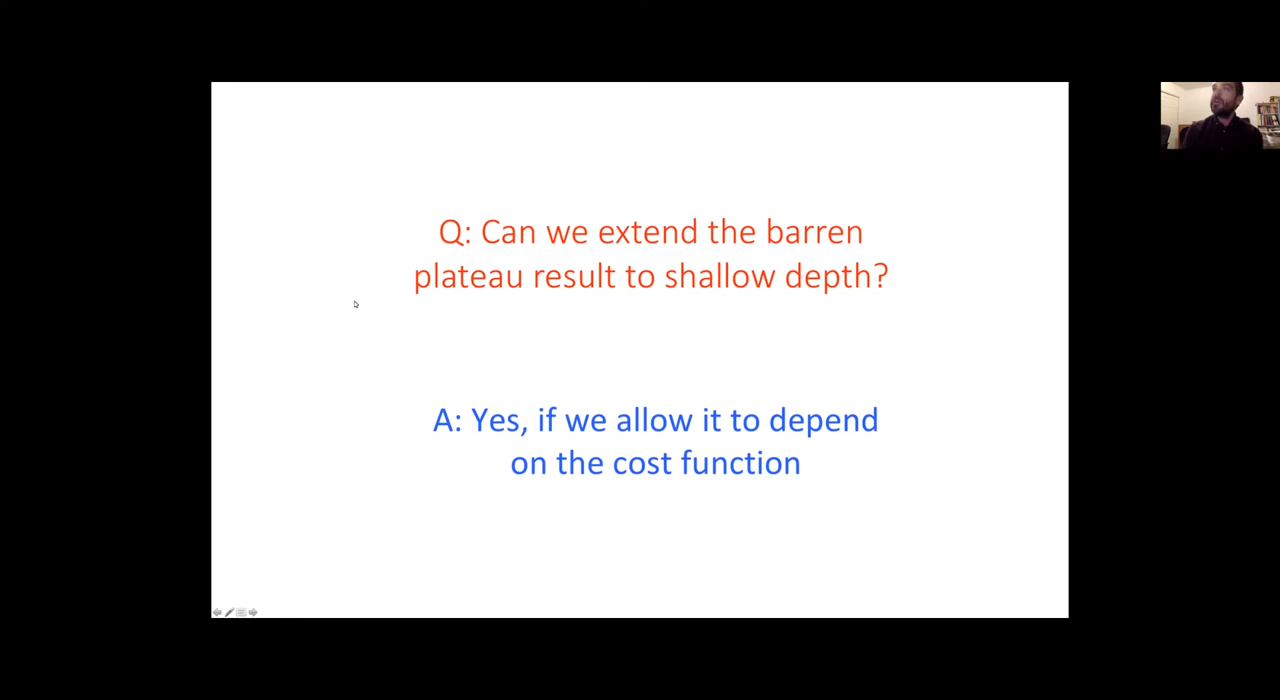 Q: Can we extend the barren
plateau result to shallow depth?
A: Yes, if we allow it to depend
on the cost function